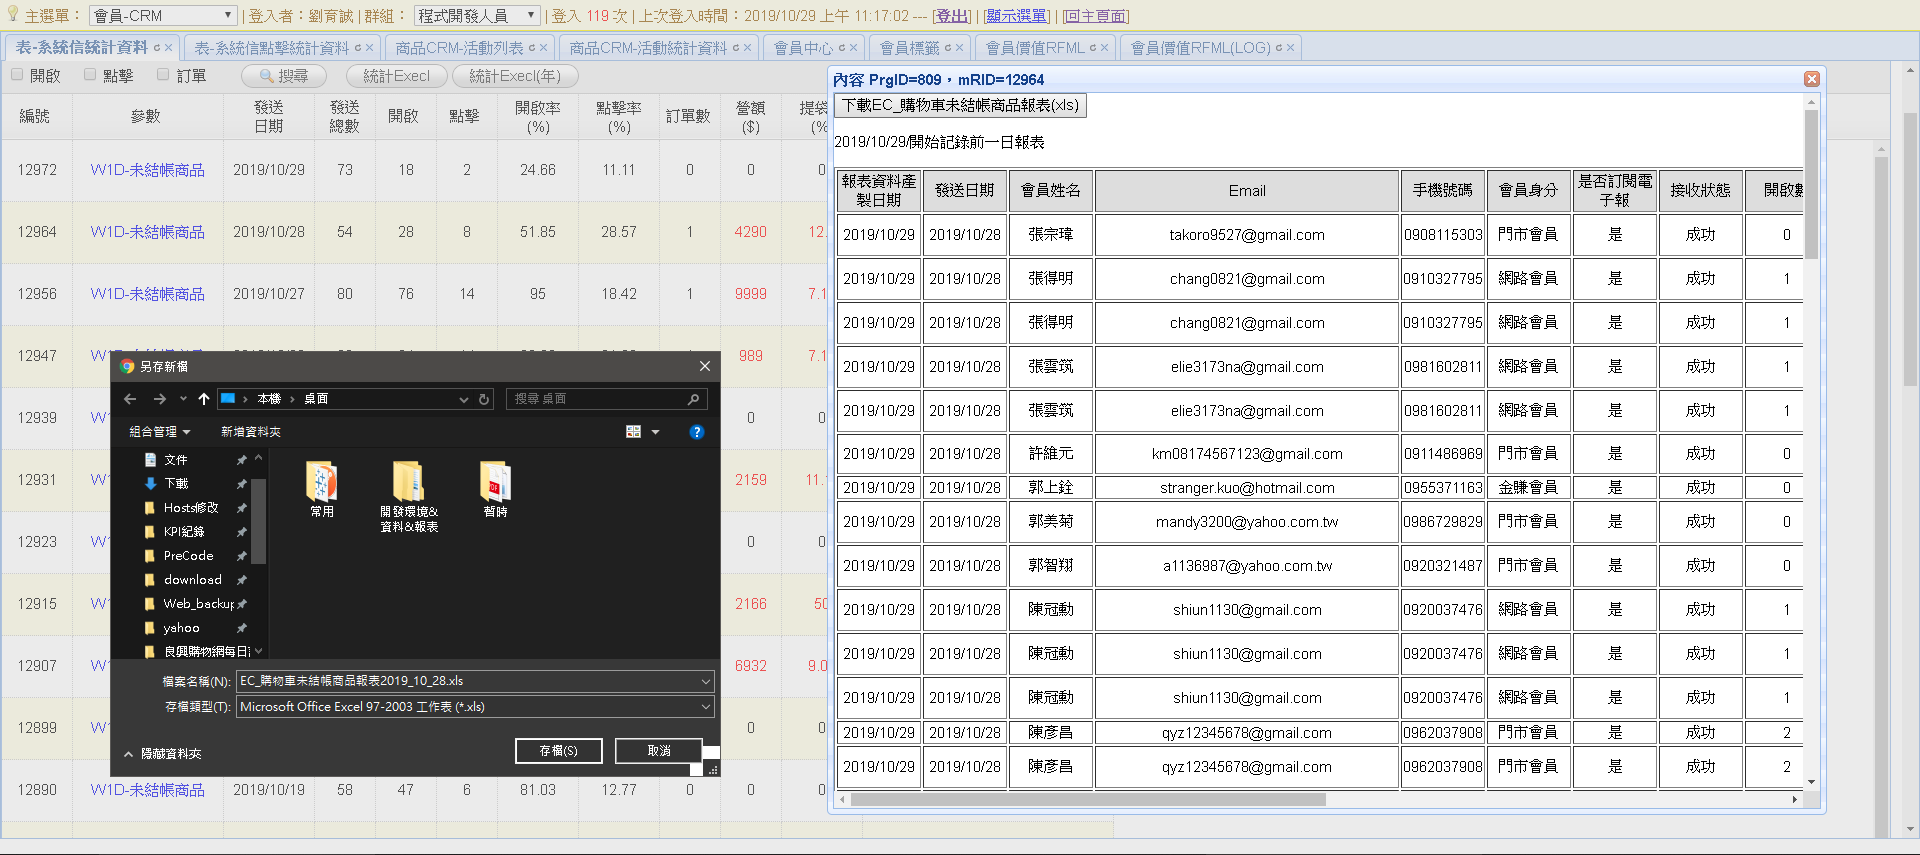 主選單： 會員-CRM | 登入者：劉育誠 | 群組： 程式開發人員 | 登入 119 次 | 上次登入時間：2019/10/29 上午 11:17:02 --- [登出] | [顯示選單] | [回主頁面]
表-系統信統計資料 表-系統信點擊統計資料 商品CRM-活動列表 商品CRM-活動統計資料 會員中心 會員標籤 會員價值RFML 會員價值RFML(LOG)
開啟 點擊 訂單 搜尋 統計Execl 統計Execl(年)
編號 參數 發送日期 發送總數 開啟 點擊 開啟率(%) 點擊率(%) 訂單數 營額($) 提袋(%
12972 W1D-未結帳商品 2019/10/29 73 18 2 24.66 11.11 0 0 0
12964 W1D-未結帳商品 2019/10/28 54 28 8 51.85 28.57 1 4290 12.
12956 W1D-未結帳商品 2019/10/27 80 76 14 95 18.42 1 9999 7.1
12947 989 7.1
12939 W1 0 0
12931 W1 2159 11.
12923 W1 0 0
12915 W1 2166 50
12907 W1 6932 9.0
12899 W1 0 0
12890 W1D-未結帳商品 2019/10/19 58 47 6 81.03 12.77 0 0 0
內容 PrgID=809，mRID=12964
下載EC_購物車未結帳商品報表(xls)
2019/10/29/開始記錄前一日報表
報表資料產製日期 發送日期 會員姓名 Email 手機號碼 會員身分 是否訂閱電子報 接收狀態 開啟數
2019/10/29 2019/10/28 張宗瑋 takoro9527@gmail.com 0908115303 門市會員 是 成功 0
2019/10/29 2019/10/28 張得明 chang0821@gmail.com 0910327795 網路會員 是 成功 1
2019/10/29 2019/10/28 張得明 chang0821@gmail.com 0910327795 網路會員 是 成功 1
2019/10/29 2019/10/28 張雲筑 elie3173na@gmail.com 0981602811 網路會員 是 成功 1
2019/10/29 2019/10/28 張雲筑 elie3173na@gmail.com 0981602811 網路會員 是 成功 1
2019/10/29 2019/10/28 許維元 km08174567123@gmail.com 0911486969 門市會員 是 成功 0
2019/10/29 2019/10/28 郭上銓 stranger.kuo@hotmail.com 0955371163 金賺會員 是 成功 0
2019/10/29 2019/10/28 郭美菊 mandy3200@yahoo.com.tw 0986729829 門市會員 是 成功 0
2019/10/29 2019/10/28 郭智翔 a1136987@yahoo.com.tw 0920321487 門市會員 是 成功 0
2019/10/29 2019/10/28 陳冠勳 shiun1130@gmail.com 0920037476 網路會員 是 成功 1
2019/10/29 2019/10/28 陳冠勳 shiun1130@gmail.com 0920037476 網路會員 是 成功 1
2019/10/29 2019/10/28 陳冠勳 shiun1130@gmail.com 0920037476 網路會員 是 成功 1
2019/10/29 2019/10/28 陳彥昌 qyz12345678@gmail.com 0962037908 門市會員 是 成功 2
2019/10/29 2019/10/28 陳彥昌 qyz12345678@gmail.com 0962037908 門市會員 是 成功 2
另存新檔
本機 桌面 搜尋 桌面
組合管理 新增資料夾
文件
下載
Hosts修改
KPI紀錄
PreCode
download
Web_backup
yahoo
良興購物網每日
常用
開發環境&資料&報表
暫時
檔案名稱(N): EC_購物車未結帳商品報表2019_10_28.xls
存檔類型(T): Microsoft Office Excel 97-2003 工作表 (*.xls)
隱藏資料夾 存檔(S) 取消